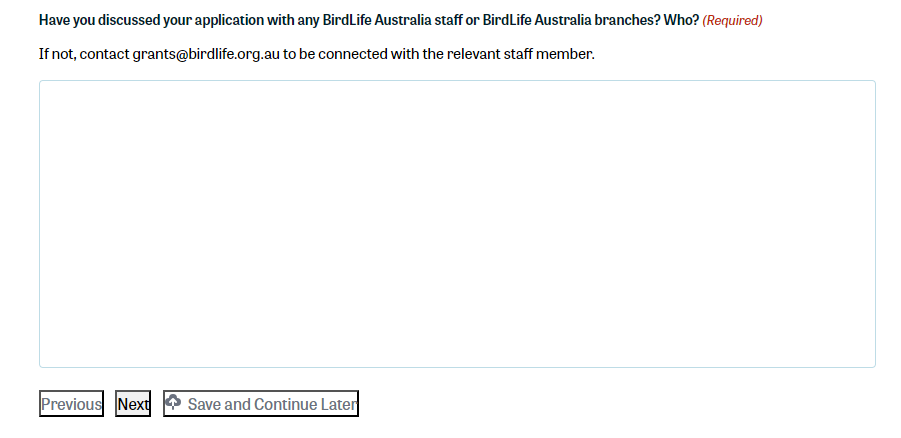 Have you discussed your application with any BirdLife Australia staff or BirdLife Australia branches? Who? (Required)
If not, contact grants@birdlife.org.au to be connected with the relevant staff member.
Previous Next Save and Continue Later